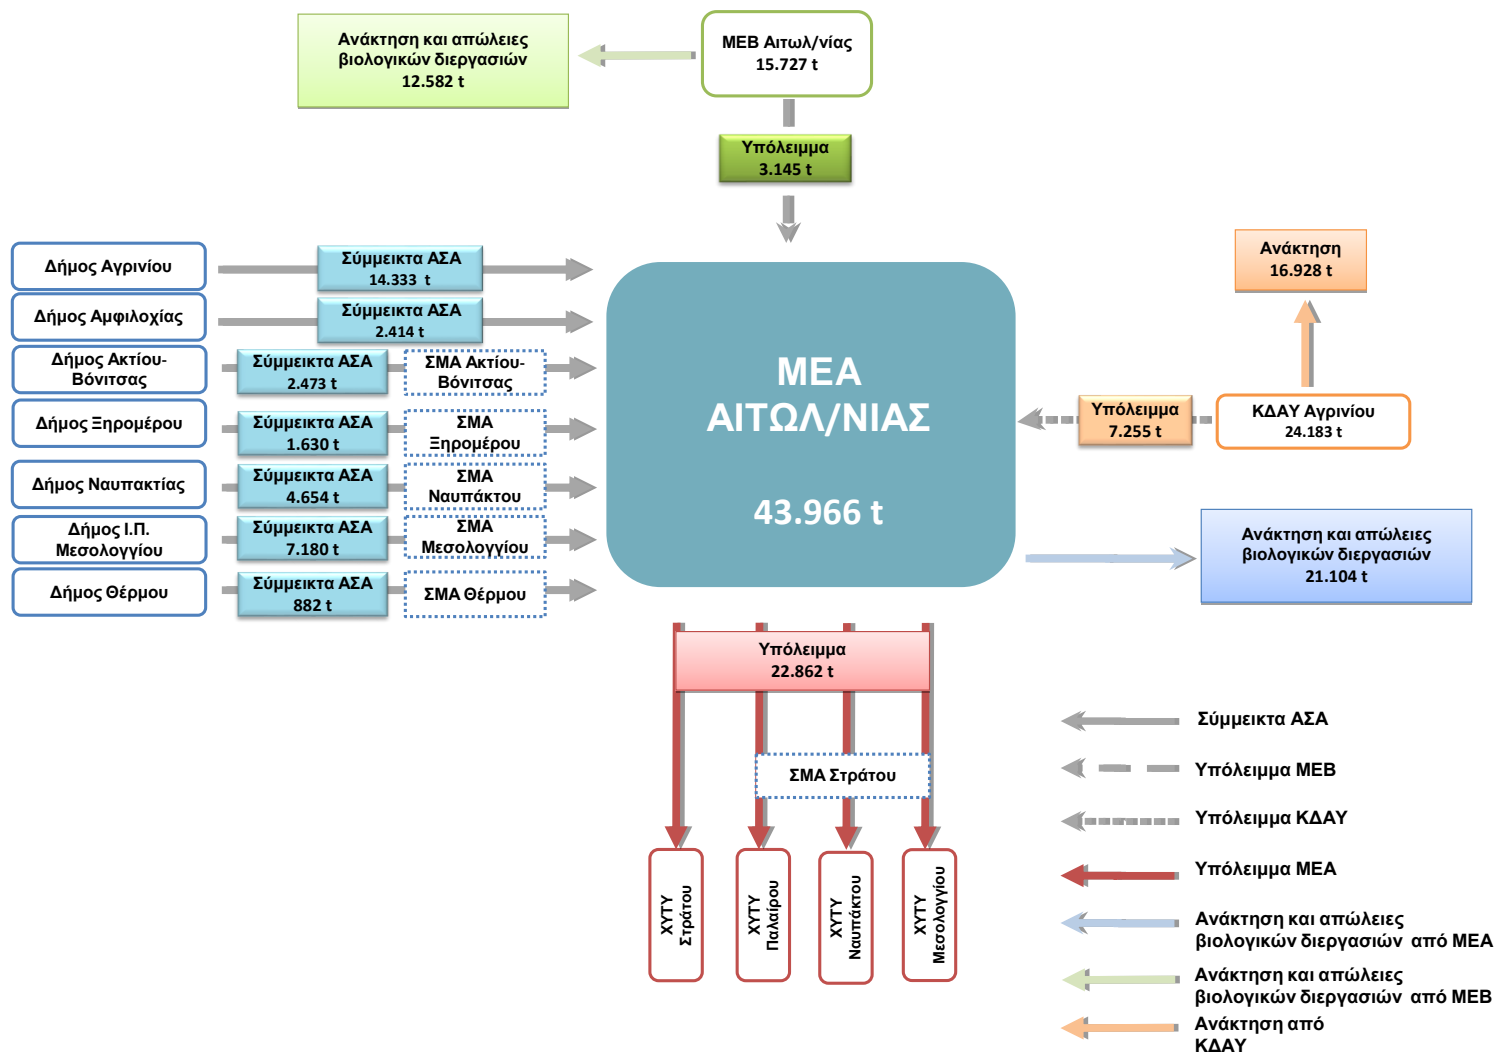 Ανάκτηση και απώλειες
βιολογικών διεργασιών
12.582 t
ΜΕΒ Αιτωλ/νίας
15.727 t
Υπόλειμμα
3.145 t
Δήμος Αγρινίου
Σύμμεικτα ΑΣΑ
14.333 t
Δήμος Αμφιλοχίας
Σύμμεικτα ΑΣΑ
2.414 t
Δήμος Ακτίου-
Βόνιτσας
Σύμμεικτα ΑΣΑ
2.473 t
ΣΜΑ Ακτίου-
Βόνιτσας
Δήμος Ξηρομέρου
Σύμμεικτα ΑΣΑ
1.630 t
ΣΜΑ
Ξηρομέρου
Δήμος Ναυπακτίας
Σύμμεικτα ΑΣΑ
4.654 t
ΣΜΑ
Ναυπάκτου
Δήμος Ι.Π.
Μεσολογγίου
Σύμμεικτα ΑΣΑ
7.180 t
ΣΜΑ
Μεσολογγίου
Δήμος Θέρμου
Σύμμεικτα ΑΣΑ
882 t
ΣΜΑ Θέρμου
ΜΕΑ
ΑΙΤΩΛ/ΝΙΑΣ
43.966 t
Ανάκτηση
16.928 t
Υπόλειμμα
7.255 t
ΚΔΑΥ Αγρινίου
24.183 t
Ανάκτηση και απώλειες
βιολογικών διεργασιών
21.104 t
Υπόλειμμα
22.862 t
ΣΜΑ Στράτου
ΧΥΤΥ
Στράτου
ΧΥΤΥ
Παλαίρου
ΧΥΤΥ
Ναυπάκτου
ΧΥΤΥ
Μεσολογγίου
Σύμμεικτα ΑΣΑ
Υπόλειμμα ΜΕΒ
Υπόλειμμα ΚΔΑΥ
Υπόλειμμα ΜΕΑ
Ανάκτηση και απώλειες
βιολογικών διεργασιών από ΜΕΑ
Ανάκτηση και απώλειες
βιολογικών διεργασιών από ΜΕΒ
Ανάκτηση από
ΚΔΑΥ